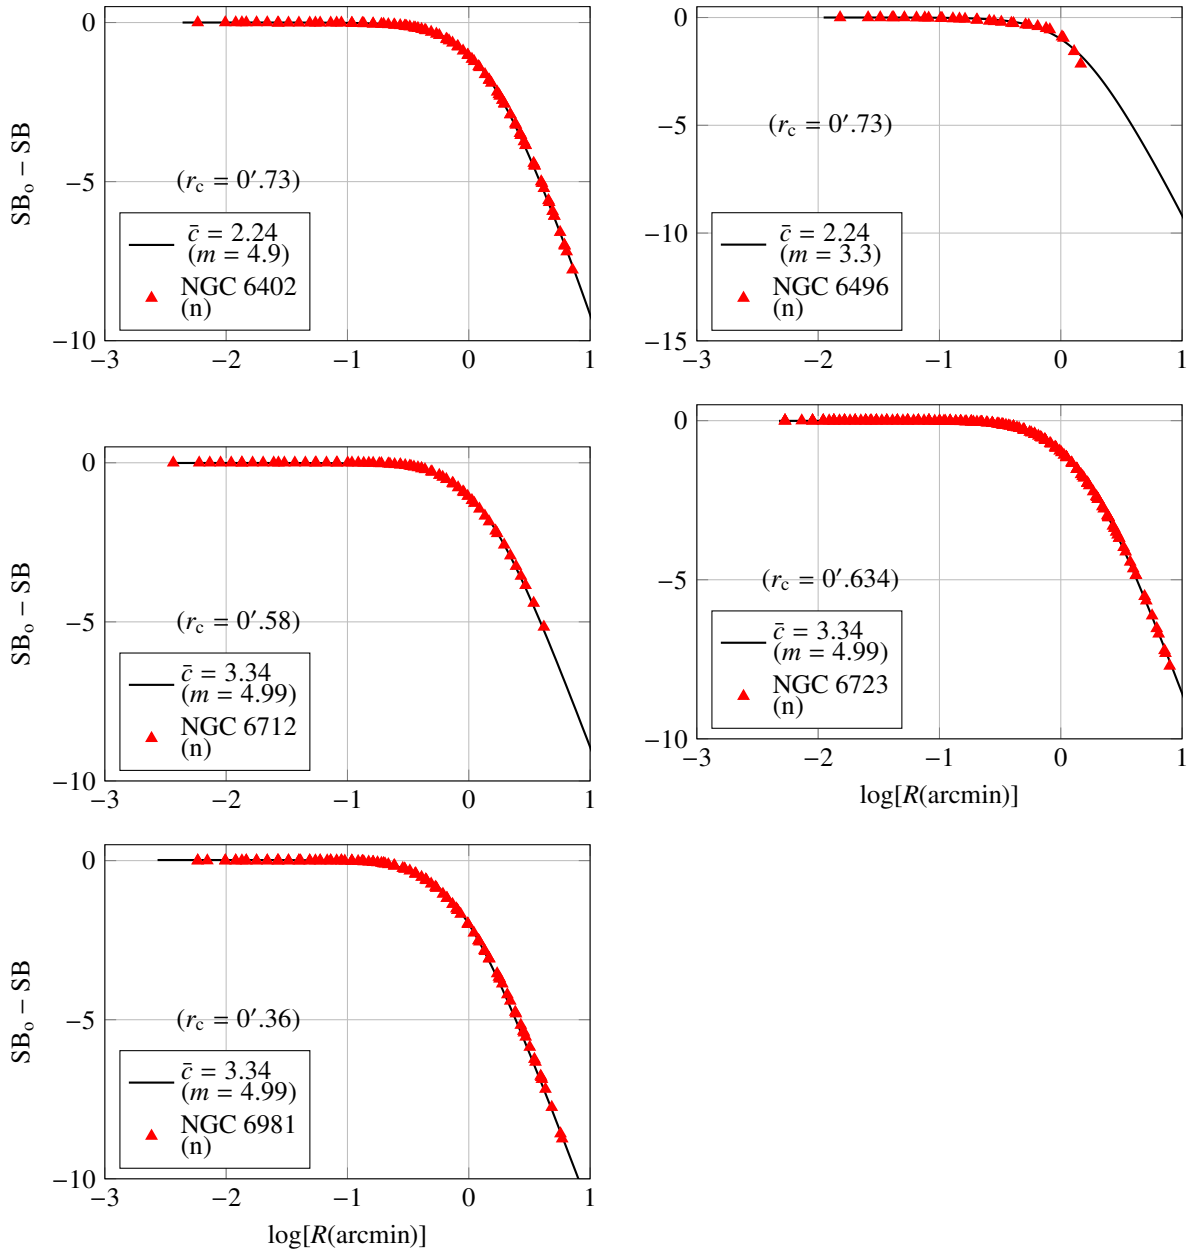 0
−5
−10
SBₒ − SB
(r_c = 0′.73)
c̄ = 2.24
(m = 4.9)
NGC 6402
(n)
−3 −2 −1 0 1
0
−5
−10
−15
(r_c = 0′.73)
c̄ = 2.24
(m = 3.3)
NGC 6496
(n)
−3 −2 −1 0 1
0
−5
−10
SBₒ − SB
(r_c = 0′.58)
c̄ = 3.34
(m = 4.99)
NGC 6712
(n)
−3 −2 −1 0 1
0
−5
−10
(r_c = 0′.634)
c̄ = 3.34
(m = 4.99)
NGC 6723
(n)
−3 −2 −1 0 1
log[R(arcmin)]
0
−5
−10
SBₒ − SB
(r_c = 0′.36)
c̄ = 3.34
(m = 4.99)
NGC 6981
(n)
−3 −2 −1 0 1
log[R(arcmin)]